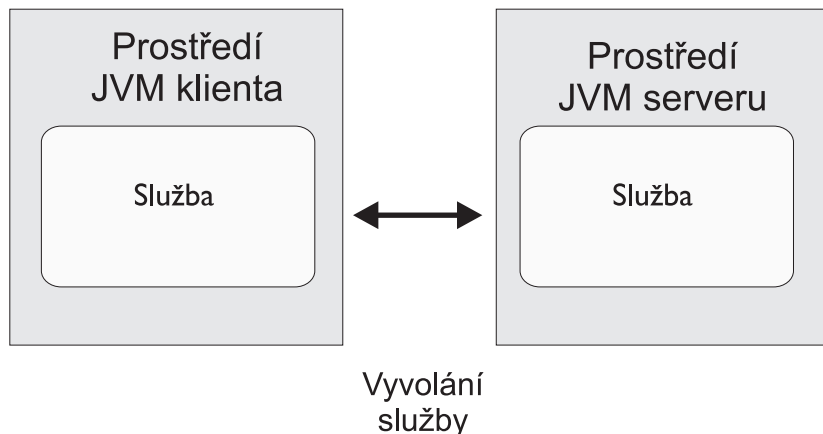 Prostředí
JVM klienta
Služba
Prostředí
JVM serveru
Služba
Vyvolání
služby